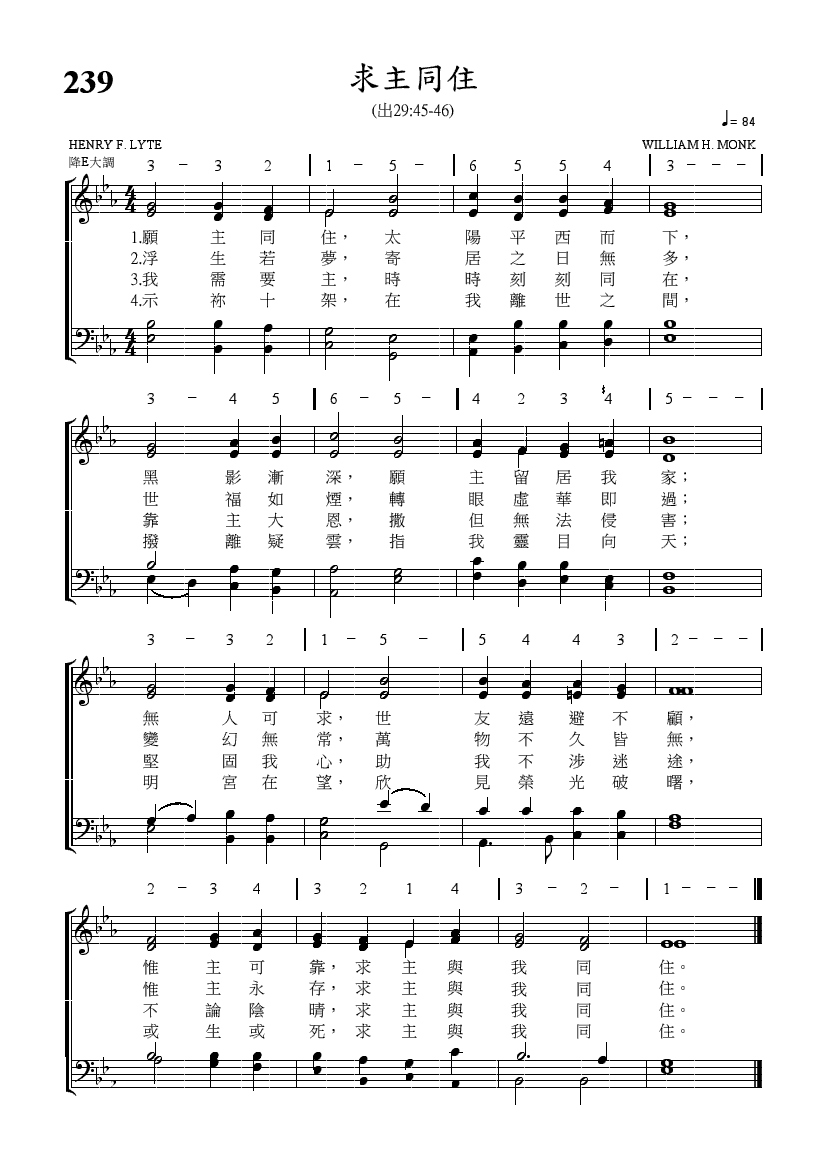 239
求主同住
(出29:45-46)
♩= 84
HENRY F. LYTE WILLIAM H. MONK
降E大調 3 – 3 2 | 1 – 5 – | 6 5 5 4 | 3 – – – |
1.願主同住，太陽平西而下，
2.浮生若夢，寄居之日無多，
3.我需要主，時時刻刻同在，
4.示祢十架，在我離世之間，
3 – 4 5 | 6 – 5 – | 4 2 3 ♯4 | 5 – – – |
黑影漸深，願主留居我家；
世福如煙，轉眼虛華即過；
靠主大恩，撒但無法侵害；
撥離疑雲，指我靈目向天；
3 – 3 2 | 1 – 5 – | 5 4 4 3 | 2 – – – |
無人可求，世友遠避不顧，
變幻無常，萬物不久皆無，
堅固我心，助我不涉迷途，
明宮在望，欣見榮光破曙，
2 – 3 4 | 3 2 1 4 | 3 – 2 – | 1 – – – ‖
惟主可靠，求主與我同住。
惟主永存，求主與我同住。
不論陰晴，求主與我同住。
或生或死，求主與我同住。